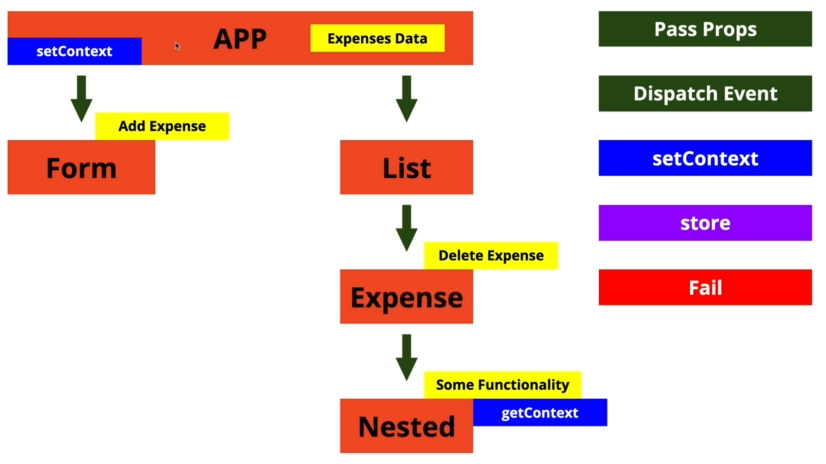 APP
Expenses Data
setContext
Add Expense
Form
List
Delete Expense
Expense
Some Functionality
getContext
Nested
Pass Props
Dispatch Event
setContext
store
Fail